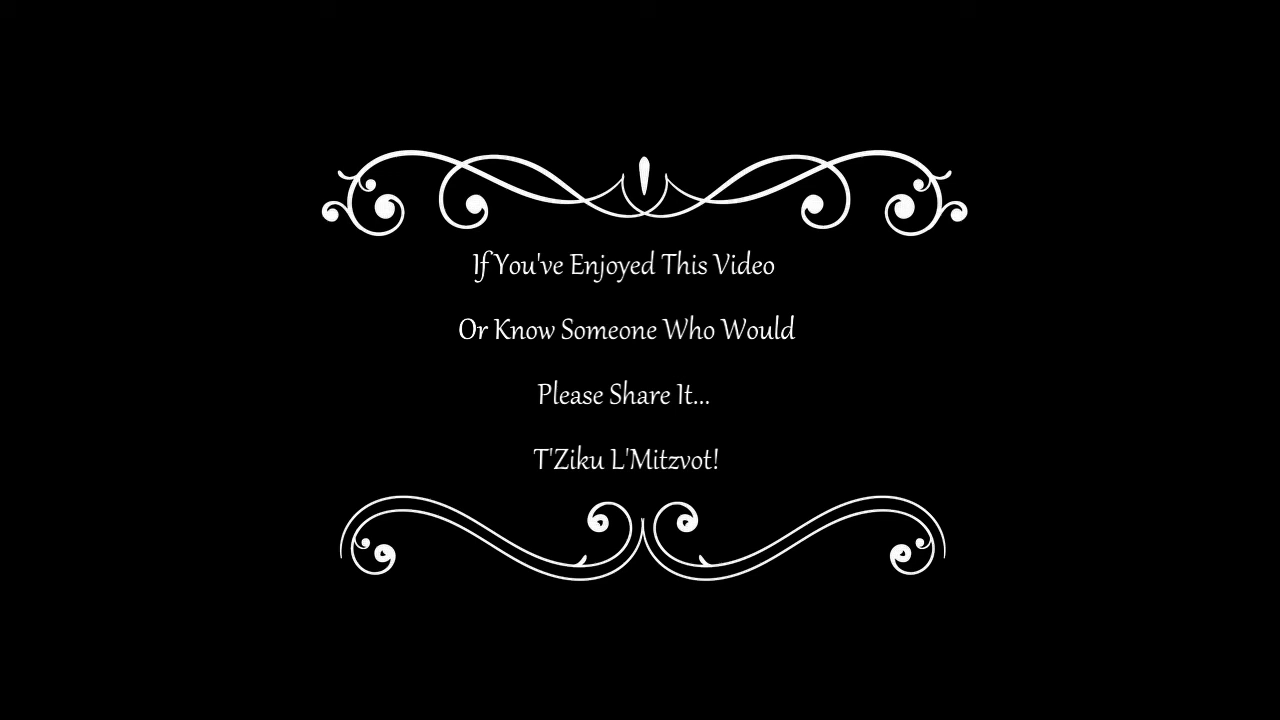 If You've Enjoyed This Video
Or Know Someone Who Would
Please Share It...
T'Ziku L'Mitzvot!